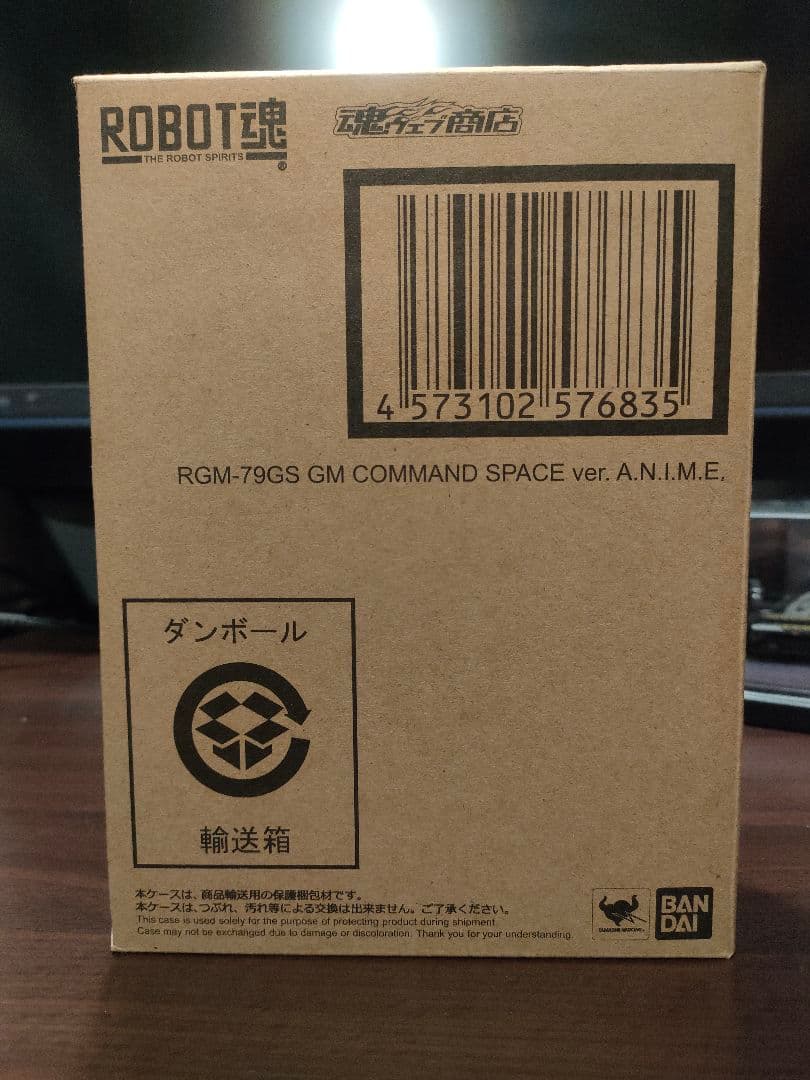 ROBOT魂
THE ROBOT SPIRITS
魂ウェブ商店
4 573102 576835
RGM-79GS GM COMMAND SPACE ver. A.N.I.M.E.
ダンボール
輸送箱
本ケースは、商品輸送用の保護梱包材です。
本ケースは、つぶれ、汚れ等による交換は出来ません。ご了承ください。
This case is used solely for the purpose of protecting product during shipment.
Case may not be exchanged due to damage or discoloration. Thank you for your understanding.
TAMASHII NATIONS
BAN
DAI